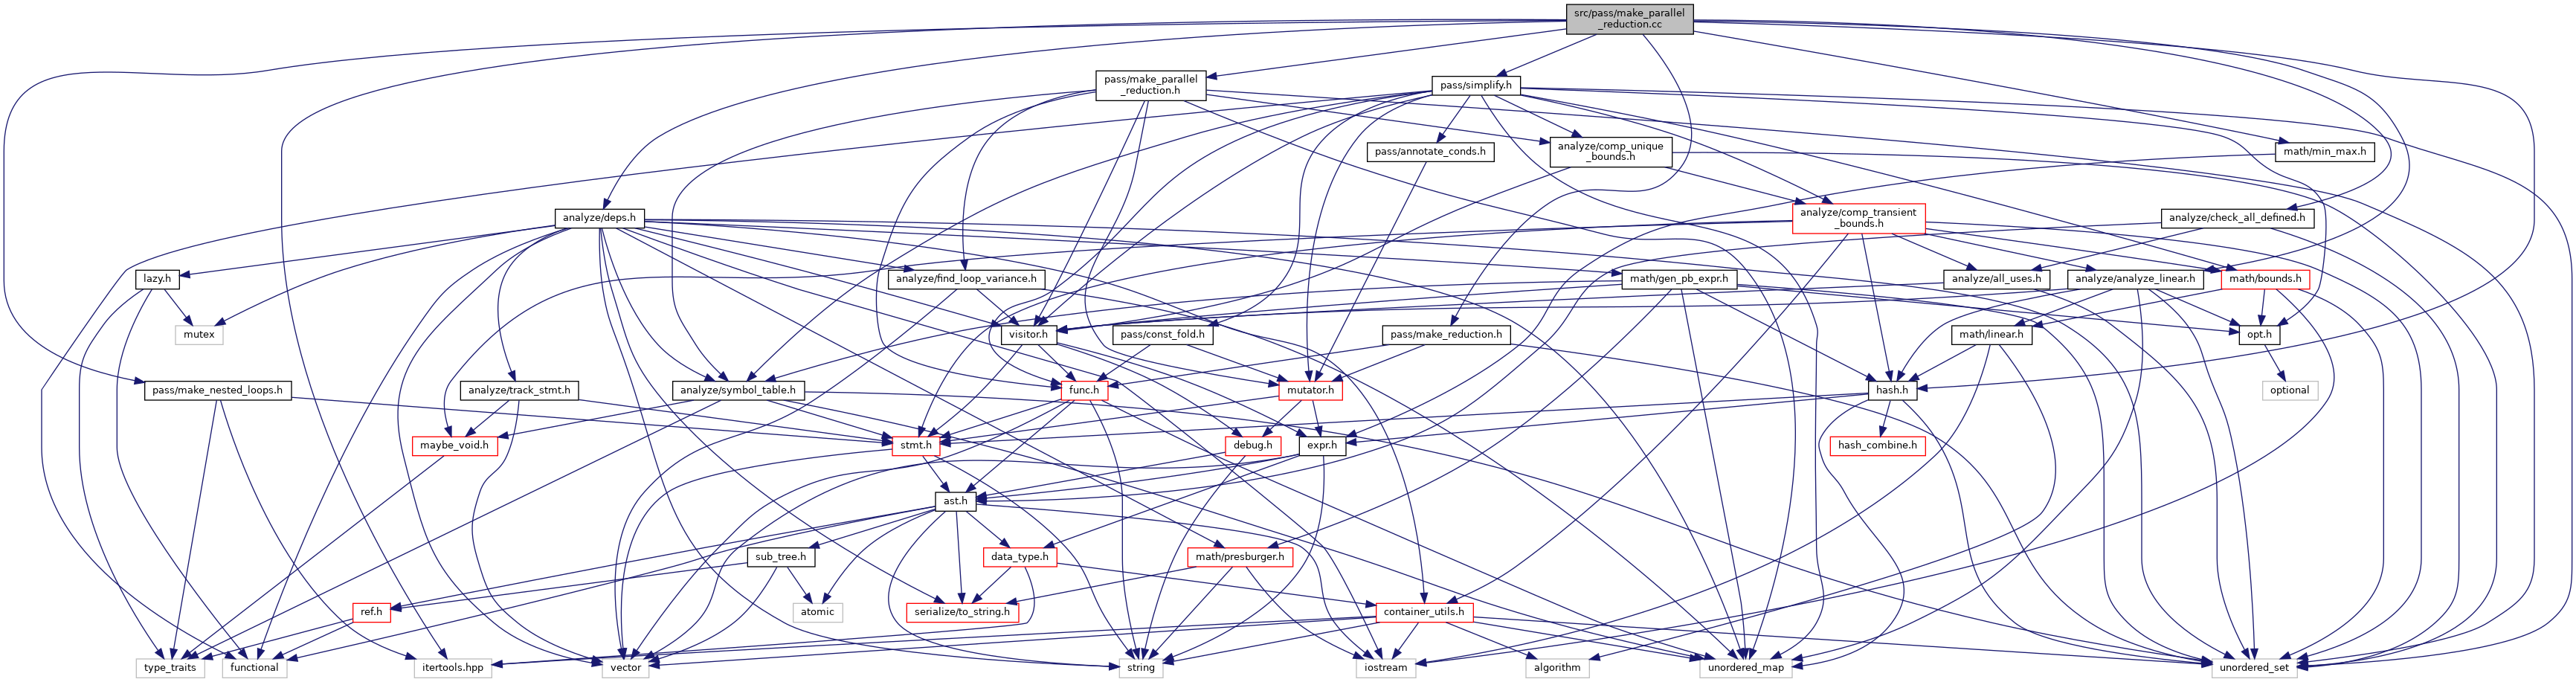 src/pass/make_parallel
_reduction.cc
pass/make_parallel
_reduction.h
pass/simplify.h
pass/annotate_conds.h
analyze/comp_unique
_bounds.h
math/min_max.h
analyze/deps.h
analyze/comp_transient
_bounds.h
analyze/check_all_defined.h
lazy.h
analyze/find_loop_variance.h
math/gen_pb_expr.h
analyze/all_uses.h
analyze/analyze_linear.h
math/bounds.h
mutex
visitor.h
pass/const_fold.h
pass/make_reduction.h
math/linear.h
opt.h
pass/make_nested_loops.h
analyze/track_stmt.h
analyze/symbol_table.h
func.h
mutator.h
hash.h
optional
maybe_void.h
stmt.h
debug.h
expr.h
hash_combine.h
ast.h
sub_tree.h
data_type.h
math/presburger.h
ref.h
atomic
serialize/to_string.h
container_utils.h
type_traits
functional
itertools.hpp
vector
string
iostream
algorithm
unordered_map
unordered_set